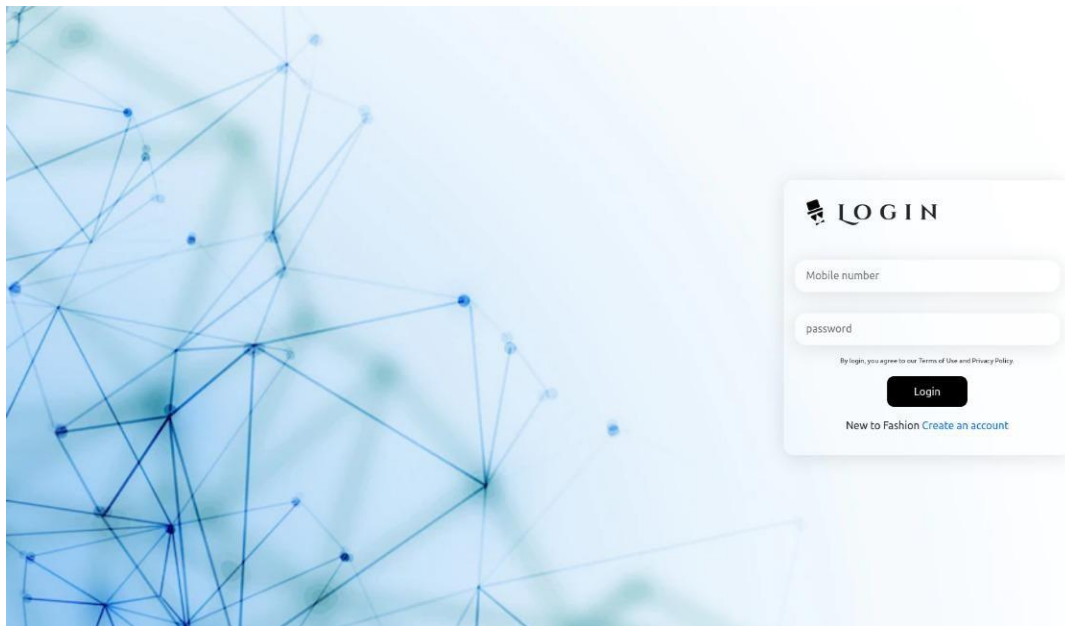 LOGIN
Mobile number
password
By login, you agree to our Terms of Use and Privacy Policy.
Login
New to Fashion Create an account